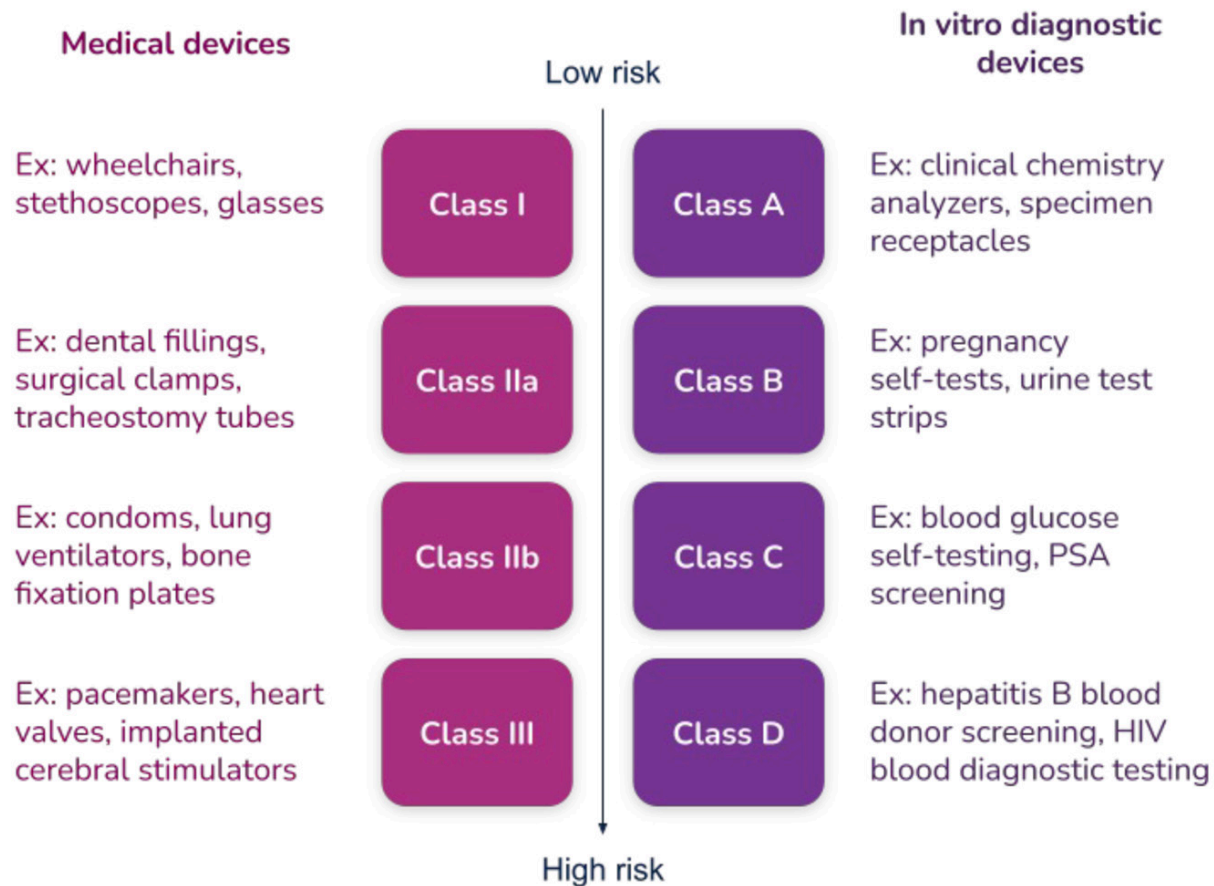 Medical devices
In vitro diagnostic
devices
Low risk
Ex: wheelchairs,
stethoscopes, glasses
Class I
Class A
Ex: clinical chemistry
analyzers, specimen
receptacles
Ex: dental fillings,
surgical clamps,
tracheostomy tubes
Class IIa
Class B
Ex: pregnancy
self-tests, urine test
strips
Ex: condoms, lung
ventilators, bone
fixation plates
Class IIb
Class C
Ex: blood glucose
self-testing, PSA
screening
Ex: pacemakers, heart
valves, implanted
cerebral stimulators
Class III
Class D
Ex: hepatitis B blood
donor screening, HIV
blood diagnostic testing
High risk